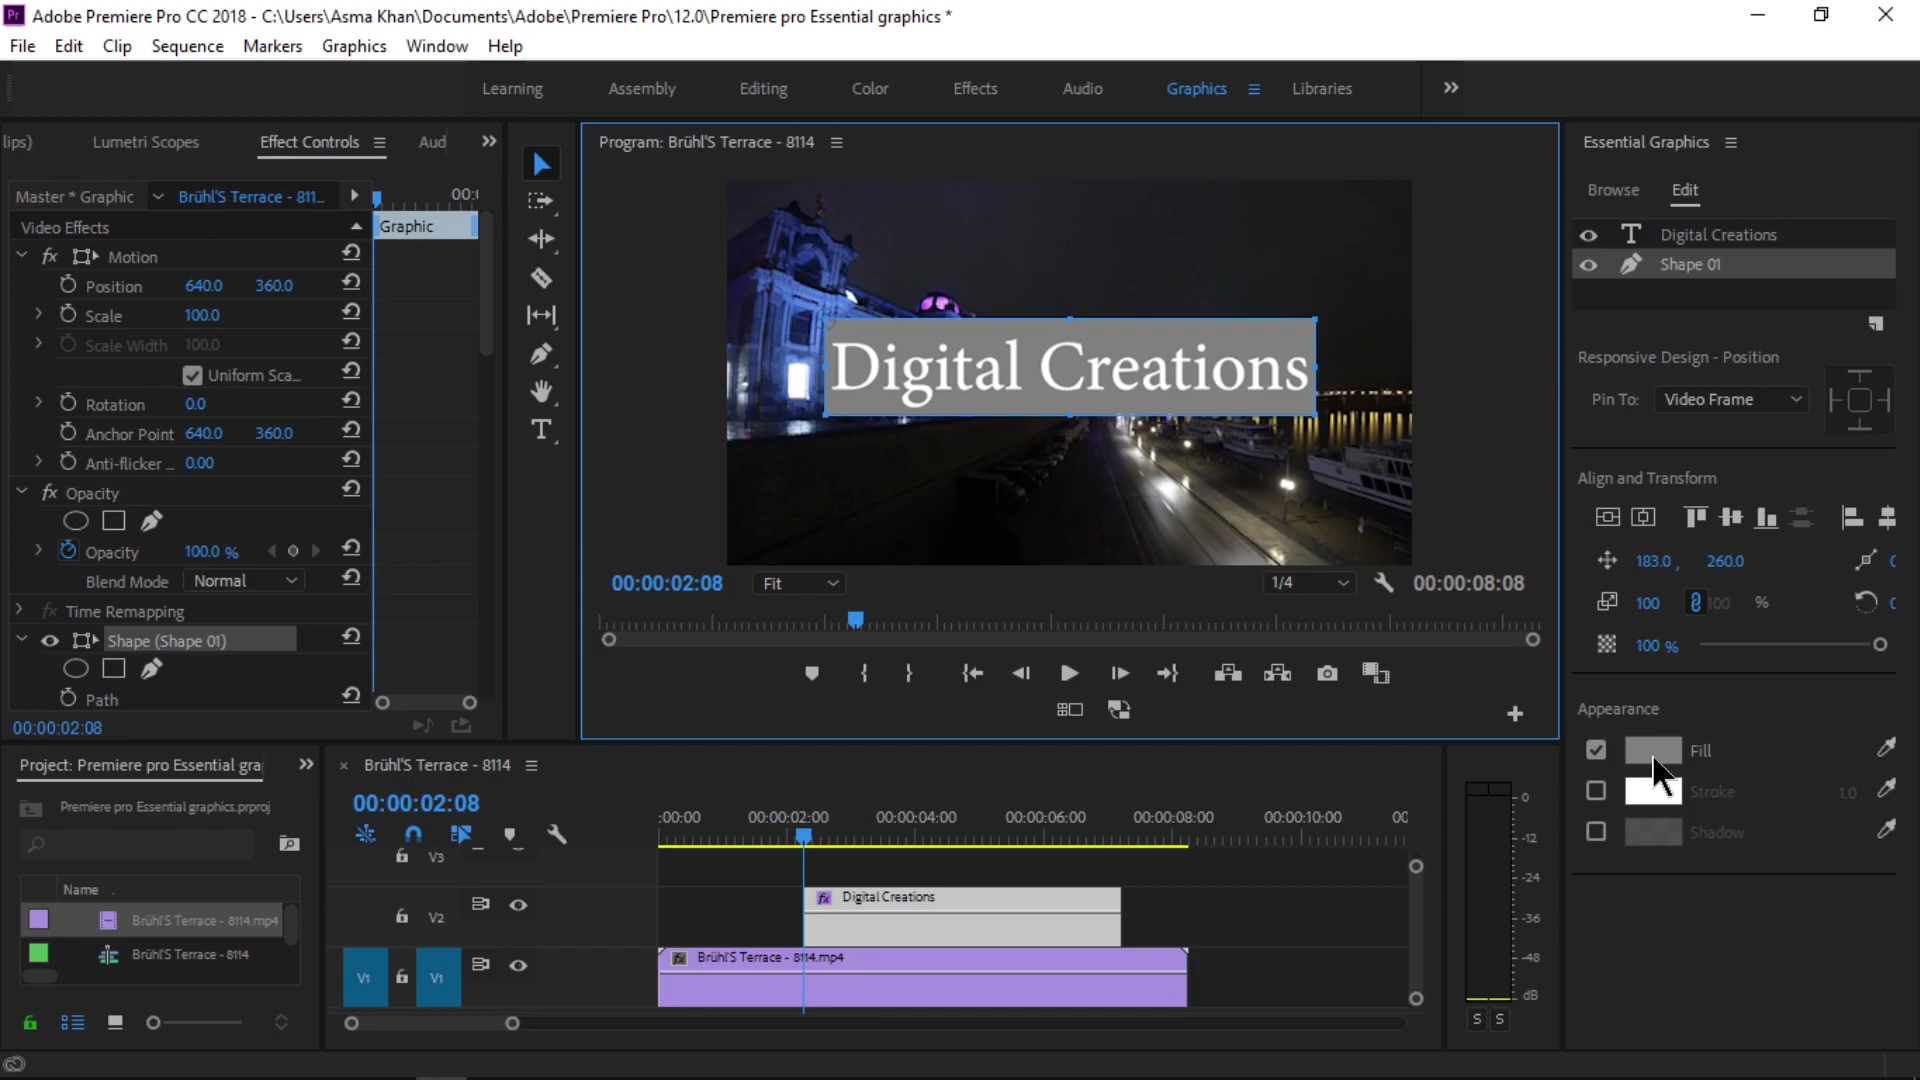 Adobe Premiere Pro CC 2018 - C:\Users\Asma Khan\Documents\Adobe\Premiere Pro\12.0\Premiere pro Essential graphics *
File Edit Clip Sequence Markers Graphics Window Help
Learning Assembly Editing Color Effects Audio Graphics Libraries
lips) Lumetri Scopes Effect Controls Aud
Program: Brühl'S Terrace - 8114
Essential Graphics
Master * Graphic Brühl'S Terrace - 811...
00:
Browse Edit
Video Effects
Graphic
Digital Creations
Shape 01
fx Motion
Position 640.0 360.0
Scale 100.0
Scale Width 100.0
Uniform Sca...
Rotation 0.0
Anchor Point 640.0 360.0
Anti-flicker ... 0.00
fx Opacity
Opacity 100.0 %
Blend Mode Normal
fx Time Remapping
Shape (Shape 01)
Path
00:00:02:08
Digital Creations
00:00:02:08 Fit 1/4 00:00:08:08
Responsive Design - Position
Pin To: Video Frame
Align and Transform
183.0 , 260.0
100 100 %
100 %
Appearance
Fill
Stroke 1.0
Shadow
Project: Premiere pro Essential gra
Premiere pro Essential graphics.prproj
Name
Brühl'S Terrace - 8114.mp4
Brühl'S Terrace - 8114
× Brühl'S Terrace - 8114
00:00:02:08
:00:00 00:00:02:00 00:00:04:00 00:00:06:00 00:00:08:00 00:00:10:00 00
V3
V2
fx Digital Creations
V1 V1
fx Brühl'S Terrace - 8114.mp4
0
-12
-24
-36
-48
dB
S S